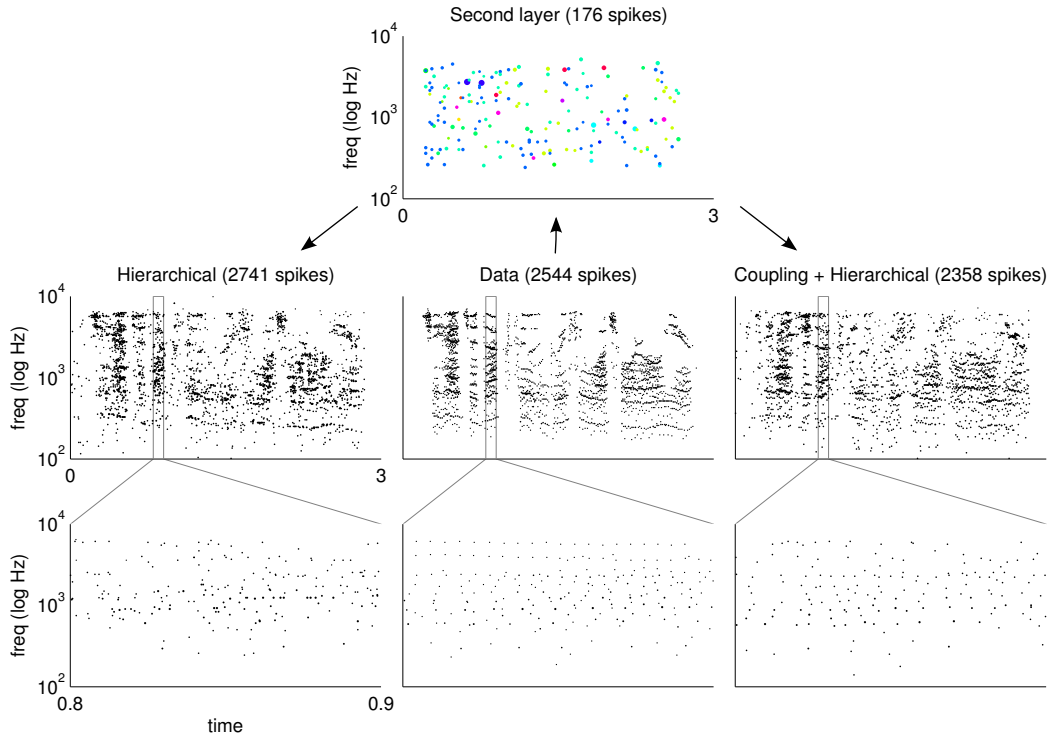 Second layer (176 spikes)
10^4
10^3
10^2
freq (log Hz)
0
3
Hierarchical (2741 spikes)
Data (2544 spikes)
Coupling + Hierarchical (2358 spikes)
10^4
10^3
10^2
freq (log Hz)
0
3
10^4
10^3
10^2
freq (log Hz)
0.8
0.9
time